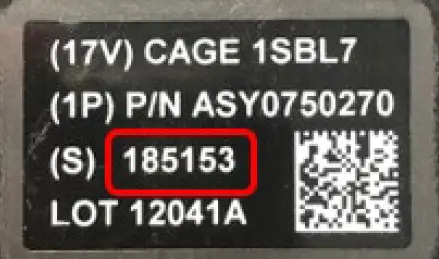 (17V) CAGE 1SBL7
(1P) P/N ASY0750270
(S) 185153
LOT 12041A